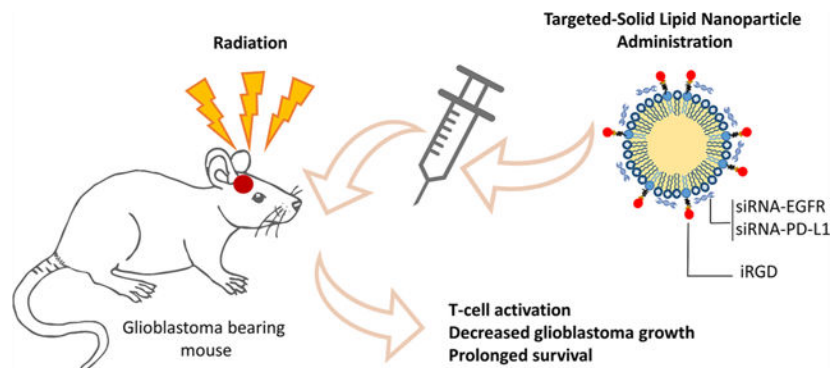 Targeted-Solid Lipid Nanoparticle
Administration
Radiation
siRNA-EGFR
siRNA-PD-L1
iRGD
Glioblastoma bearing
mouse
T-cell activation
Decreased glioblastoma growth
Prolonged survival